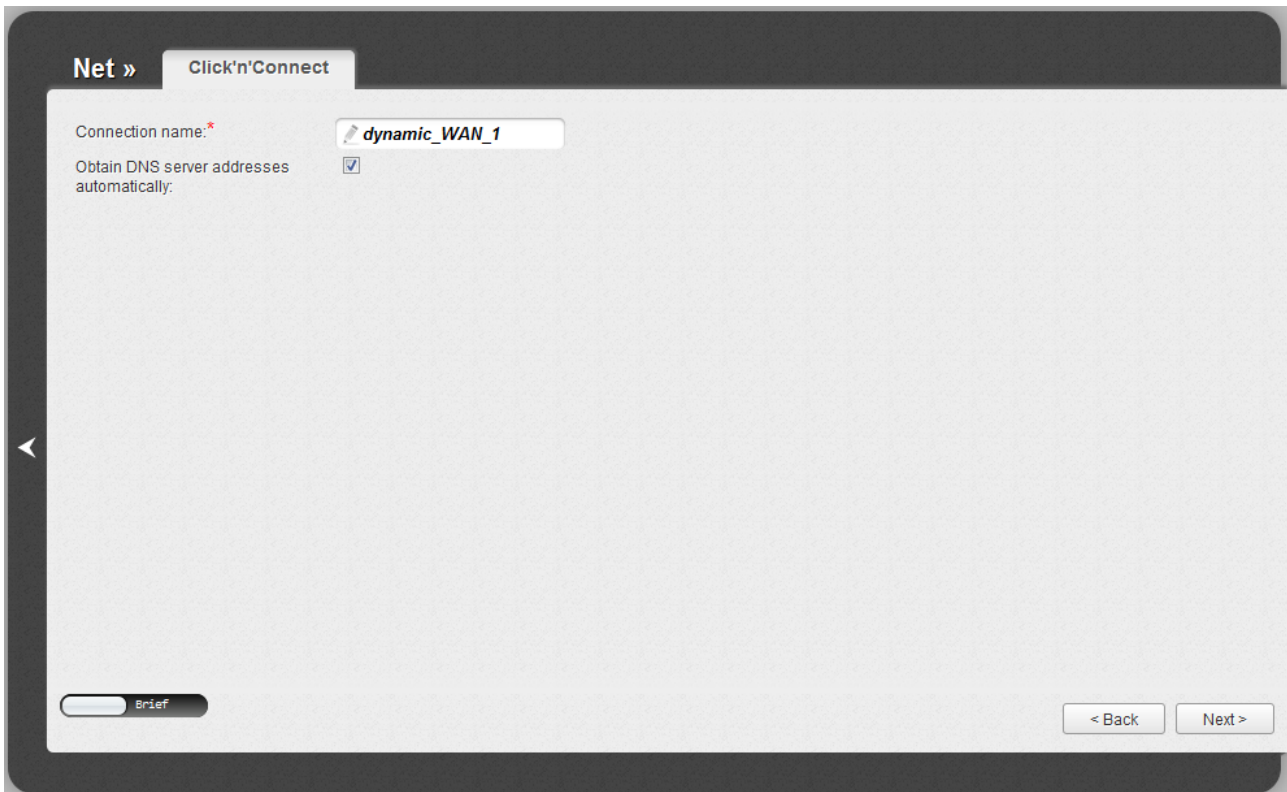 Net »
Click'n'Connect
Connection name:*
dynamic_WAN_1
Obtain DNS server addresses
automatically:
Brief
< Back
Next >